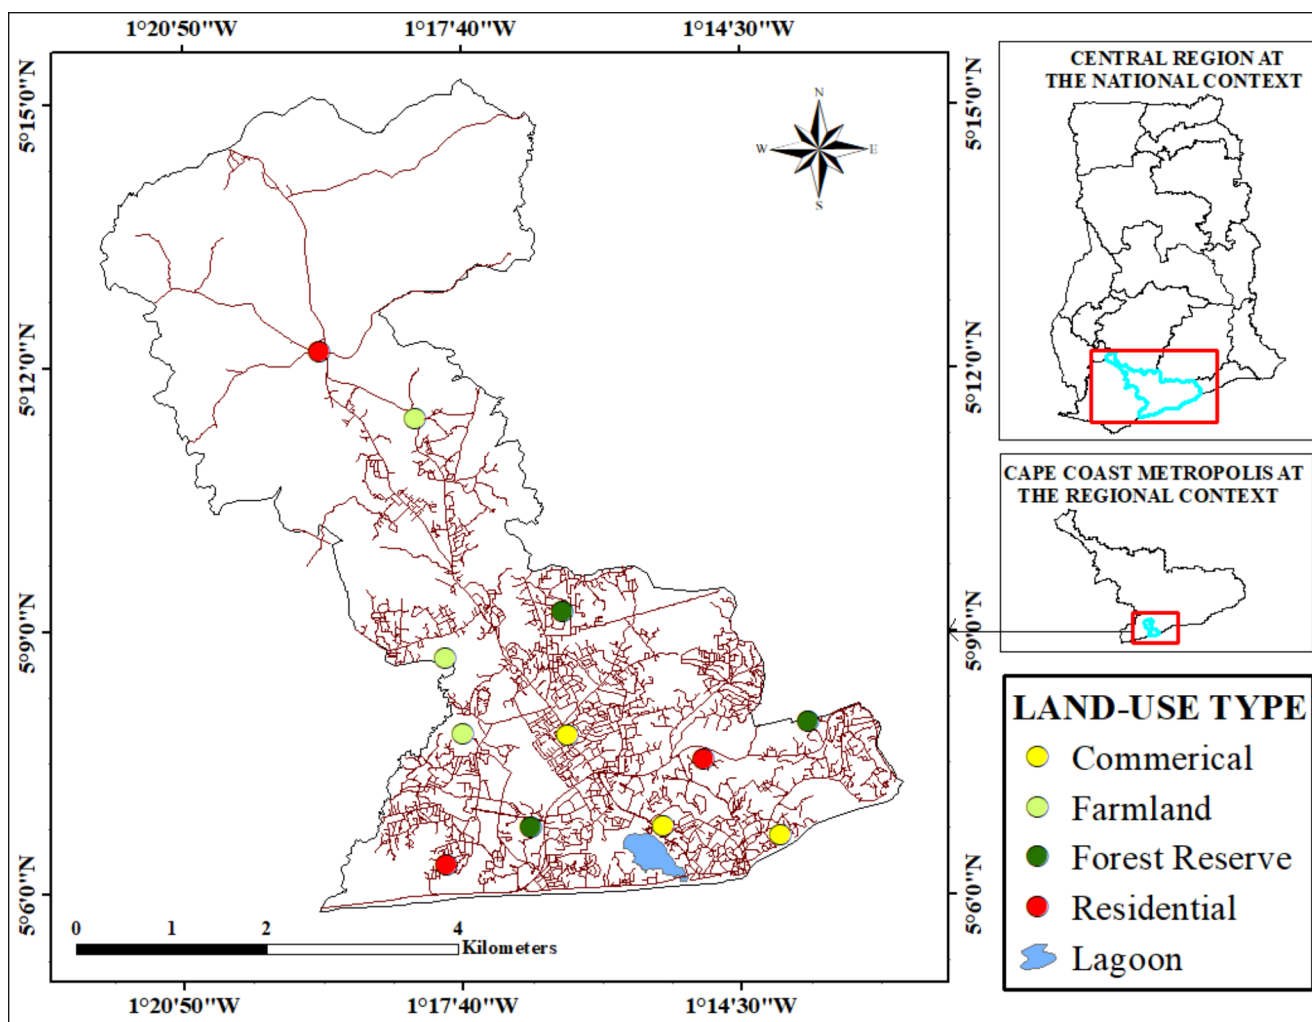 1°20'50"W 1°17'40"W 1°14'30"W
5°15'0"N
5°12'0"N
5°9'0"N
5°6'0"N
N
W E
S
0 1 2 4
Kilometers
5°15'0"N
5°12'0"N
5°9'0"N
5°6'0"N
1°20'50"W 1°17'40"W 1°14'30"W
CENTRAL REGION AT
THE NATIONAL CONTEXT
CAPE COAST METROPOLIS AT
THE REGIONAL CONTEXT
LAND-USE TYPE
Commerical
Farmland
Forest Reserve
Residential
Lagoon